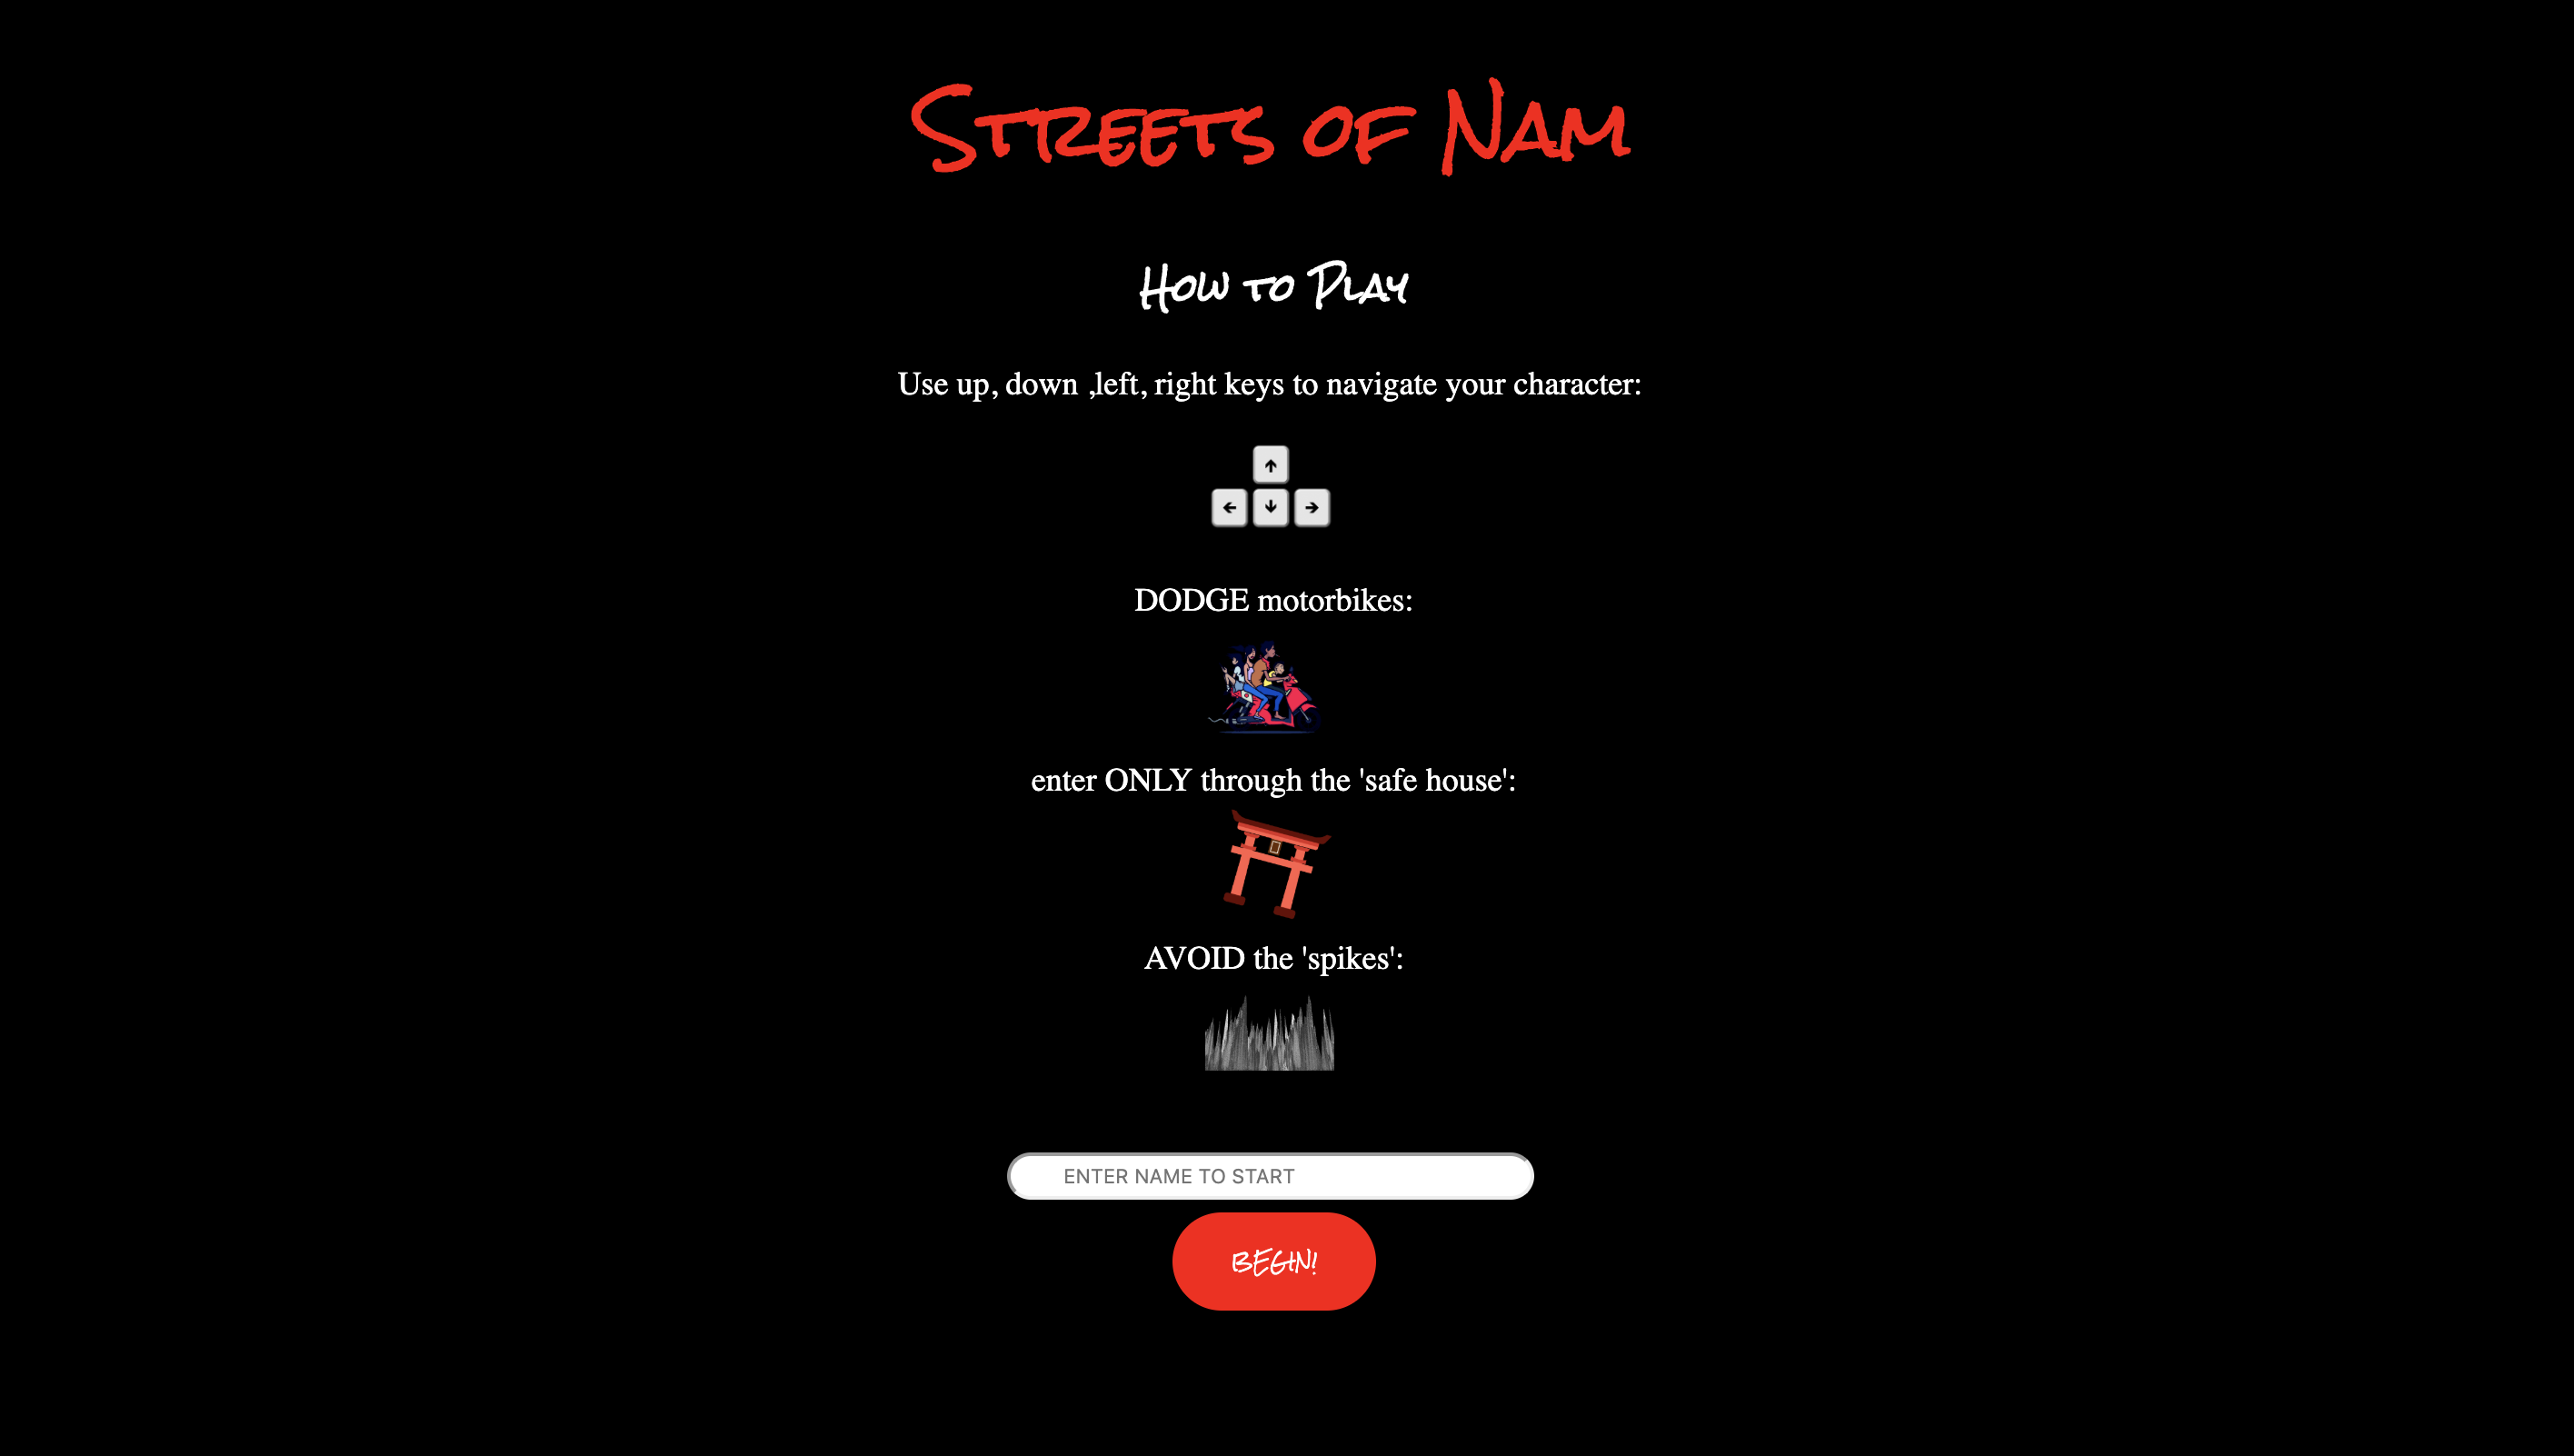 Streets of Nam
How to Play
Use up, down ,left, right keys to navigate your character:
DODGE motorbikes:
enter ONLY through the 'safe house':
AVOID the 'spikes':
ENTER NAME TO START
BEGIN!